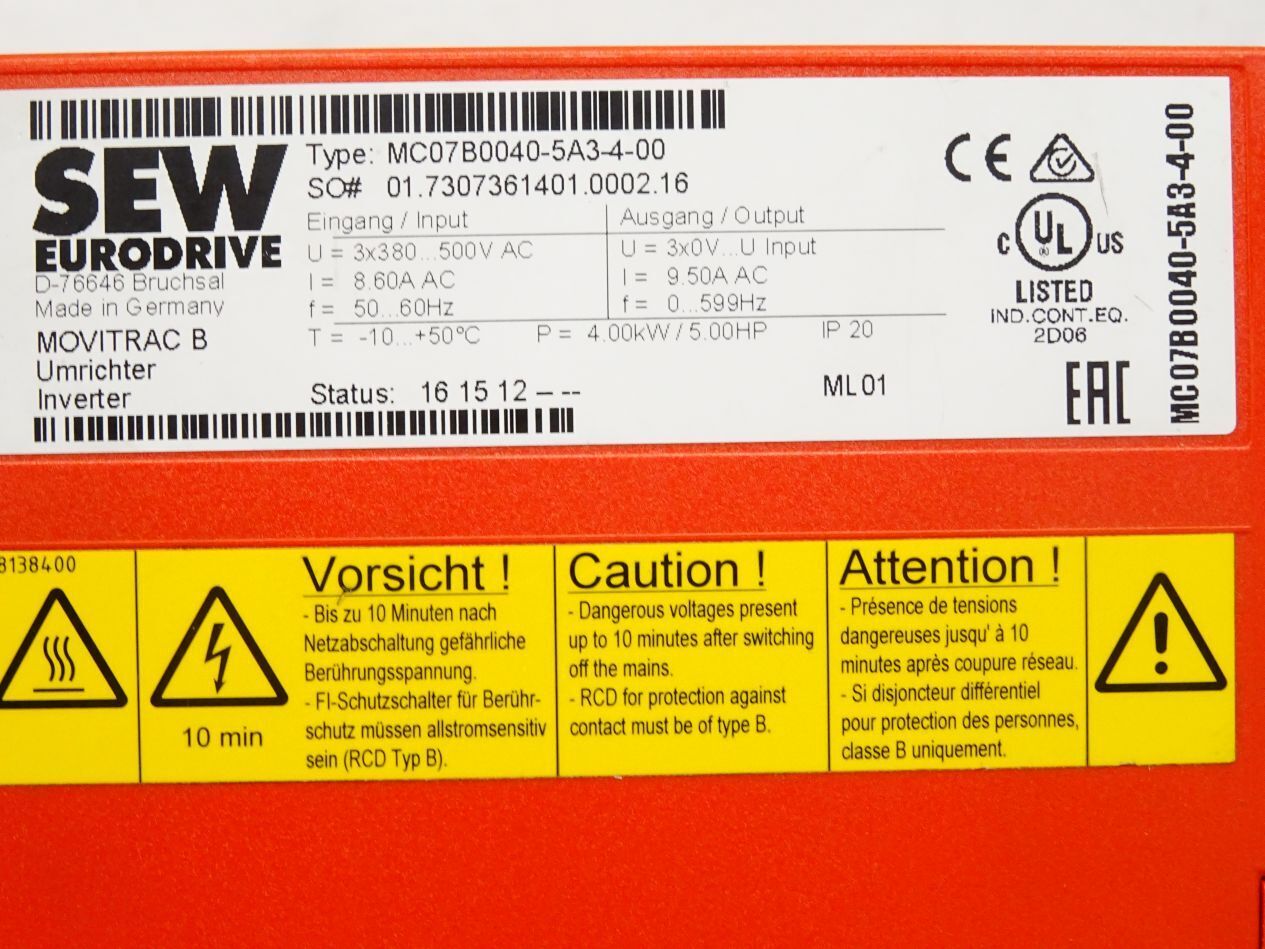 SEW
EURODRIVE
D-76646 Bruchsal
Made in Germany
MOVITRAC B
Umrichter
Inverter
Type: MC07B0040-5A3-4-00
SO# 01.7307361401.0002.16
Eingang / Input
U = 3x380...500V AC
I = 8.60A AC
f = 50...60Hz
Ausgang / Output
U = 3x0V...U Input
I = 9.50A AC
f = 0...599Hz
T = -10...+50°C P = 4.00kW / 5.00HP IP 20
Status: 16 15 12 – -- ML 01
CE
c UL US
®
LISTED
IND.CONT.EQ.
2D06
EAC
MC07B0040-5A3-4-00
8138400
10 min
Vorsicht !
- Bis zu 10 Minuten nach
Netzabschaltung gefährliche
Berührungsspannung.
- FI-Schutzschalter für Berühr-
schutz müssen allstromsensitiv
sein (RCD Typ B).
Caution !
- Dangerous voltages present
up to 10 minutes after switching
off the mains.
- RCD for protection against
contact must be of type B.
Attention !
- Présence de tensions
dangereuses jusqu' à 10
minutes après coupure réseau.
- Si disjoncteur différentiel
pour protection des personnes,
classe B uniquement.